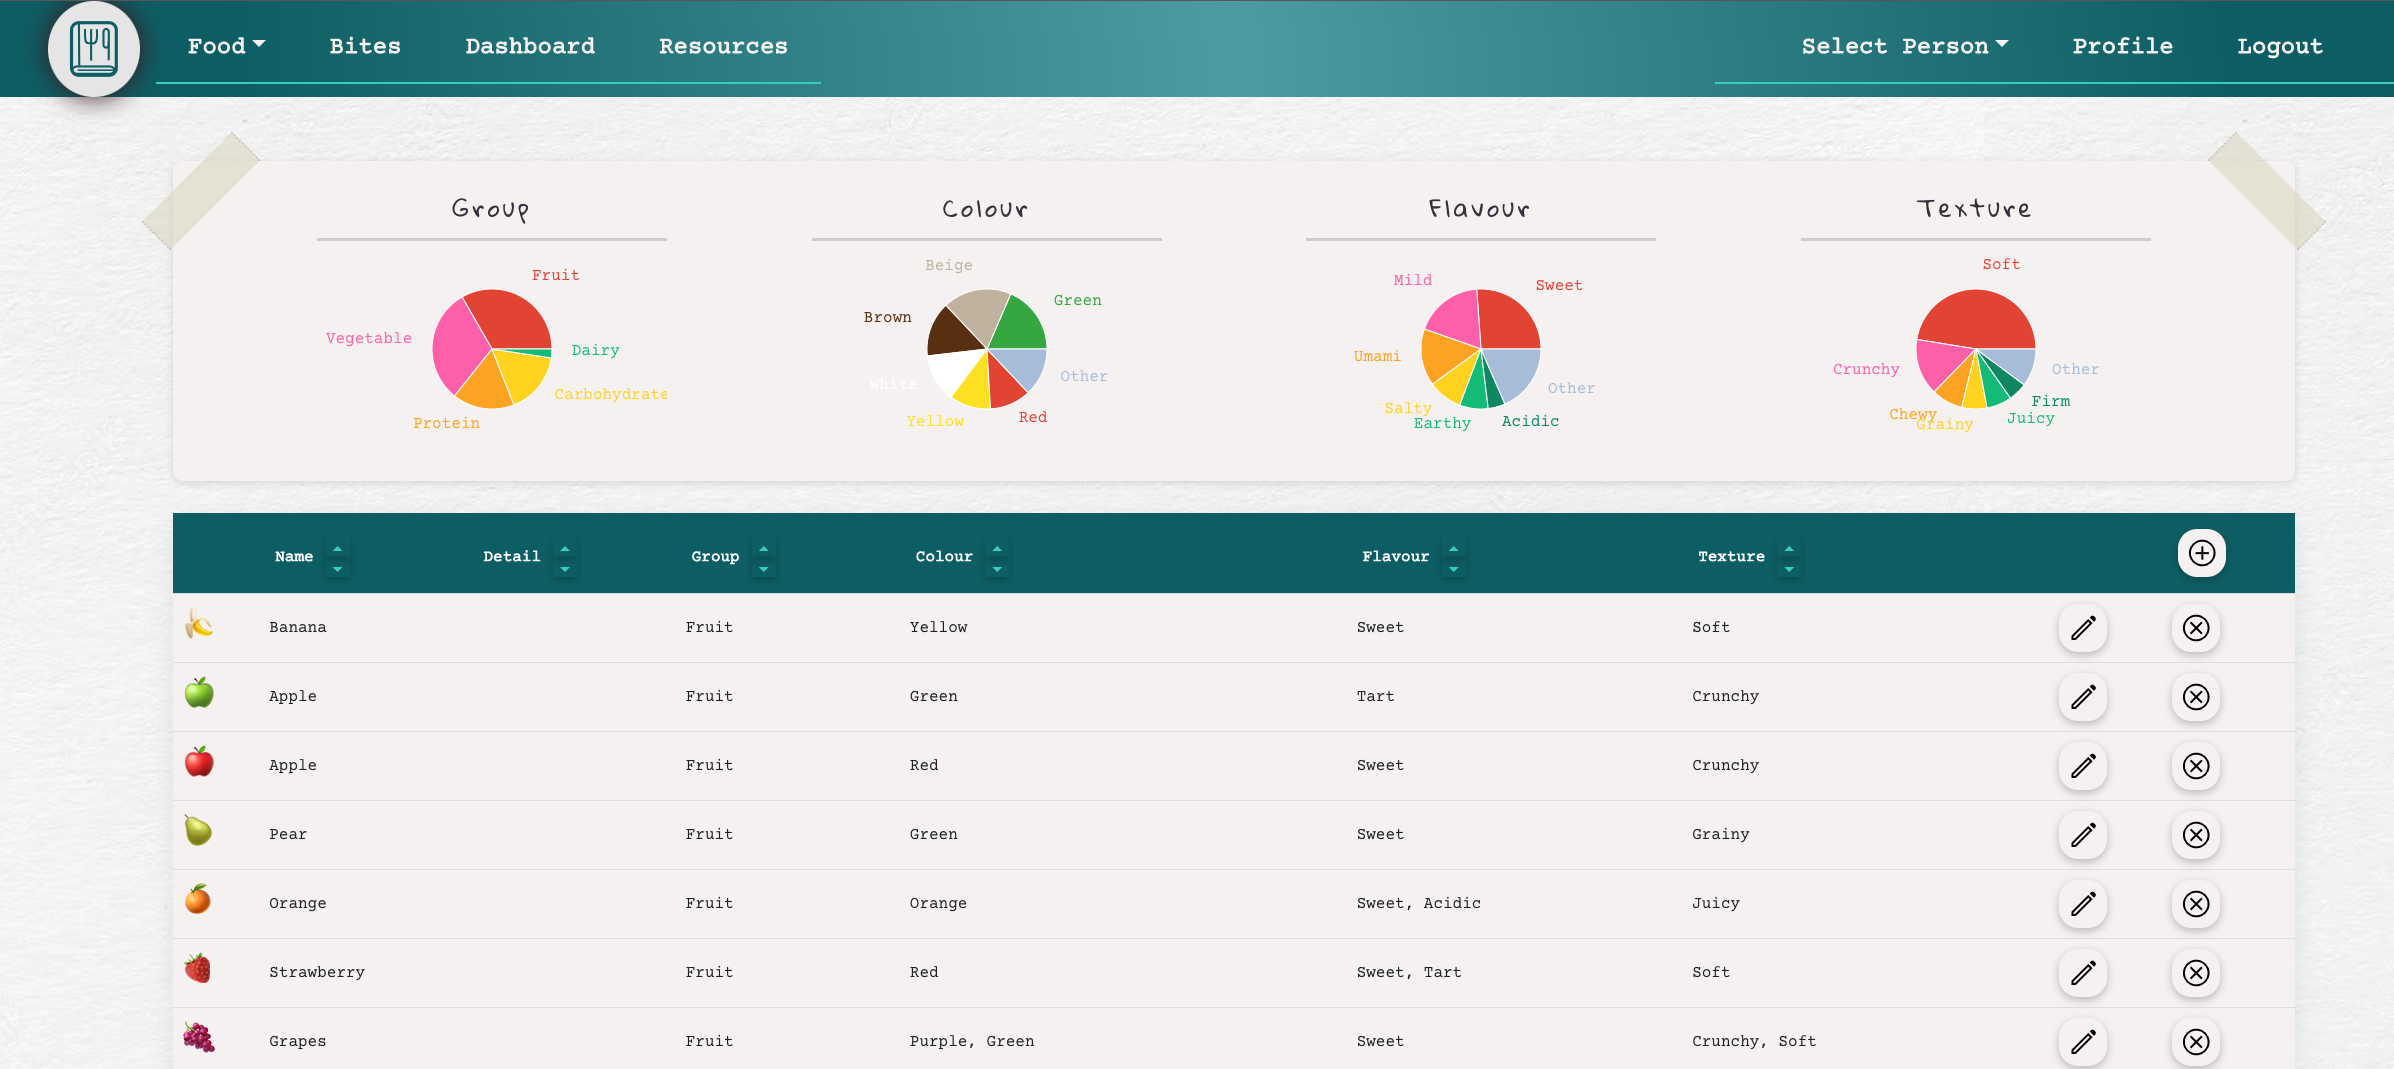 Food Bites Dashboard Resources Select Person Profile Logout
Group Colour Flavour Texture
Fruit
Vegetable
Dairy
Carbohydrate
Protein
Beige
Green
Brown
White
Other
Yellow
Red
Mild
Sweet
Umami
Other
Salty
Earthy
Acidic
Soft
Crunchy
Other
Chewy
Firm
Grainy
Juicy
Name Detail Group Colour Flavour Texture
Banana Fruit Yellow Sweet Soft
Apple Fruit Green Tart Crunchy
Apple Fruit Red Sweet Crunchy
Pear Fruit Green Sweet Grainy
Orange Fruit Orange Sweet, Acidic Juicy
Strawberry Fruit Red Sweet, Tart Soft
Grapes Fruit Purple, Green Sweet Crunchy, Soft